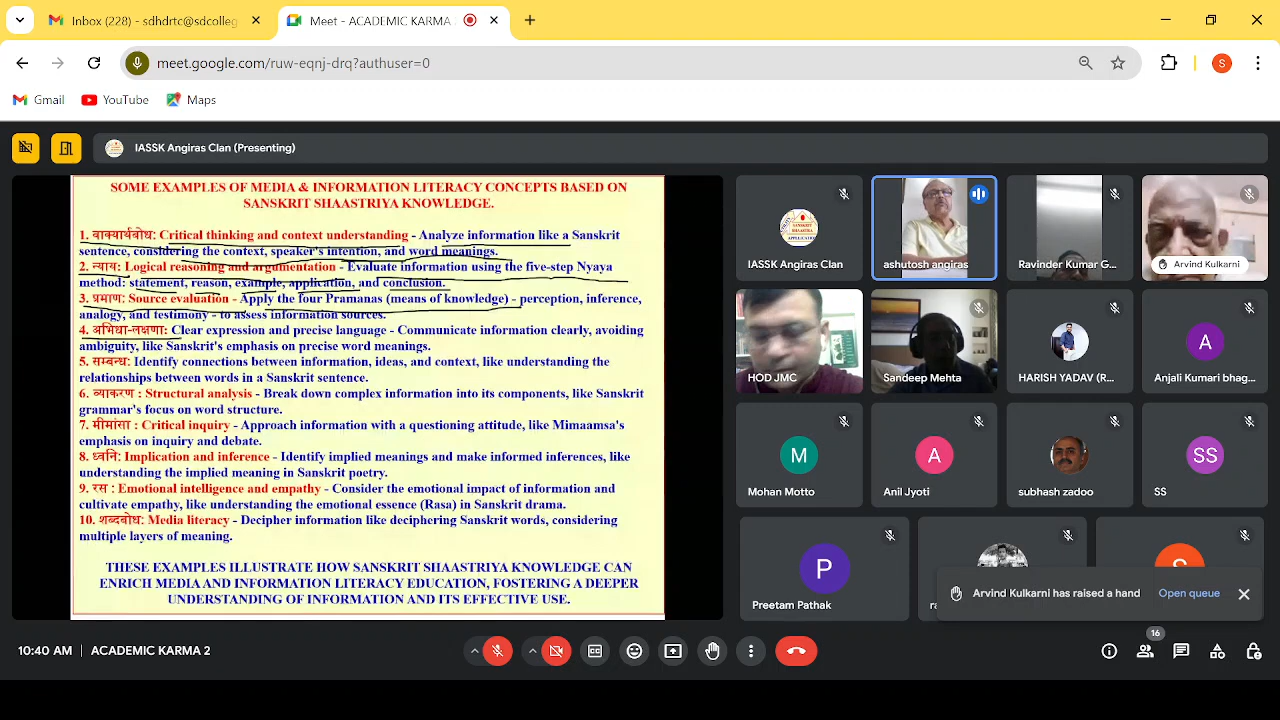 Inbox (228) - sdhdrtc@sdcolleg
Meet - ACADEMIC KARMA 2
meet.google.com/ruw-eqnj-drq?authuser=0
S
Gmail
YouTube
Maps
IASSK Angiras Clan (Presenting)
SOME EXAMPLES OF MEDIA & INFORMATION LITERACY CONCEPTS BASED ON
SANSKRIT SHAASTRIYA KNOWLEDGE.
1. वाक्यार्थबोध: Critical thinking and context understanding - Analyze information like a Sanskrit
sentence, considering the context, speaker's intention, and word meanings.
2. न्याय: Logical reasoning and argumentation - Evaluate information using the five-step Nyaya
method: statement, reason, example, application, and conclusion.
3. प्रमाण: Source evaluation - Apply the four Pramanas (means of knowledge) - perception, inference,
analogy, and testimony - to assess information sources.
4. अभिधा-लक्षणा: Clear expression and precise language - Communicate information clearly, avoiding
ambiguity, like Sanskrit's emphasis on precise word meanings.
5. सम्बन्ध: Identify connections between information, ideas, and context, like understanding the
relationships between words in a Sanskrit sentence.
6. व्याकरण : Structural analysis - Break down complex information into its components, like Sanskrit
grammar's focus on word structure.
7. मीमांसा : Critical inquiry - Approach information with a questioning attitude, like Mimaamsa's
emphasis on inquiry and debate.
8. ध्वनि: Implication and inference - Identify implied meanings and make informed inferences, like
understanding the implied meaning in Sanskrit poetry.
9. रस : Emotional intelligence and empathy - Consider the emotional impact of information and
cultivate empathy, like understanding the emotional essence (Rasa) in Sanskrit drama.
10. शब्दबोध: Media literacy - Decipher information like deciphering Sanskrit words, considering
multiple layers of meaning.
THESE EXAMPLES ILLUSTRATE HOW SANSKRIT SHAASTRIYA KNOWLEDGE CAN
ENRICH MEDIA AND INFORMATION LITERACY EDUCATION, FOSTERING A DEEPER
UNDERSTANDING OF INFORMATION AND ITS EFFECTIVE USE.
IASSK Angiras Clan
ashutosh angiras
Ravinder Kumar G...
Arvind Kulkarni
HOD JMC
Sandeep Mehta
HARISH YADAV (R...
A
Anjali Kumari bhag...
M
Mohan Motto
A
Anil Jyoti
subhash zadoo
SS
SS
P
Preetam Pathak
Arvind Kulkarni has raised a hand
Open queue
10:40 AM
ACADEMIC KARMA 2
16